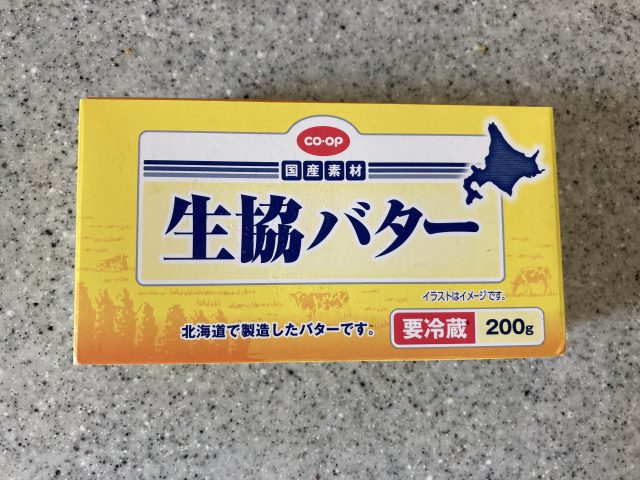 CO・OP
国産素材
生協バター
イラストはイメージです。
北海道で製造したバターです。
要冷蔵 200g